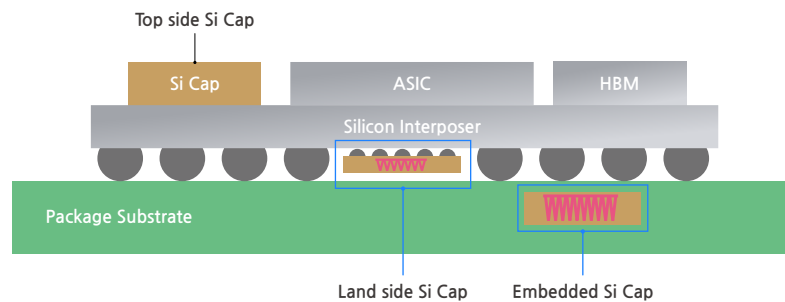 Top side Si Cap
Si Cap
ASIC
HBM
Silicon Interposer
Package Substrate
Land side Si Cap
Embedded Si Cap